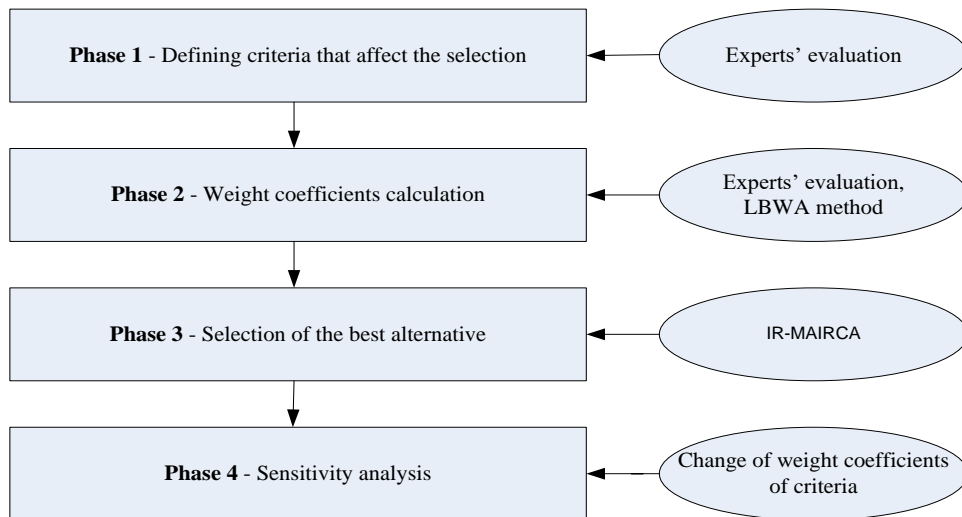 Phase 1 - Defining criteria that affect the selection
Experts’ evaluation
Phase 2 - Weight coefficients calculation
Experts’ evaluation,
LBWA method
Phase 3 - Selection of the best alternative
IR-MAIRCA
Phase 4 - Sensitivity analysis
Change of weight coefficients
of criteria